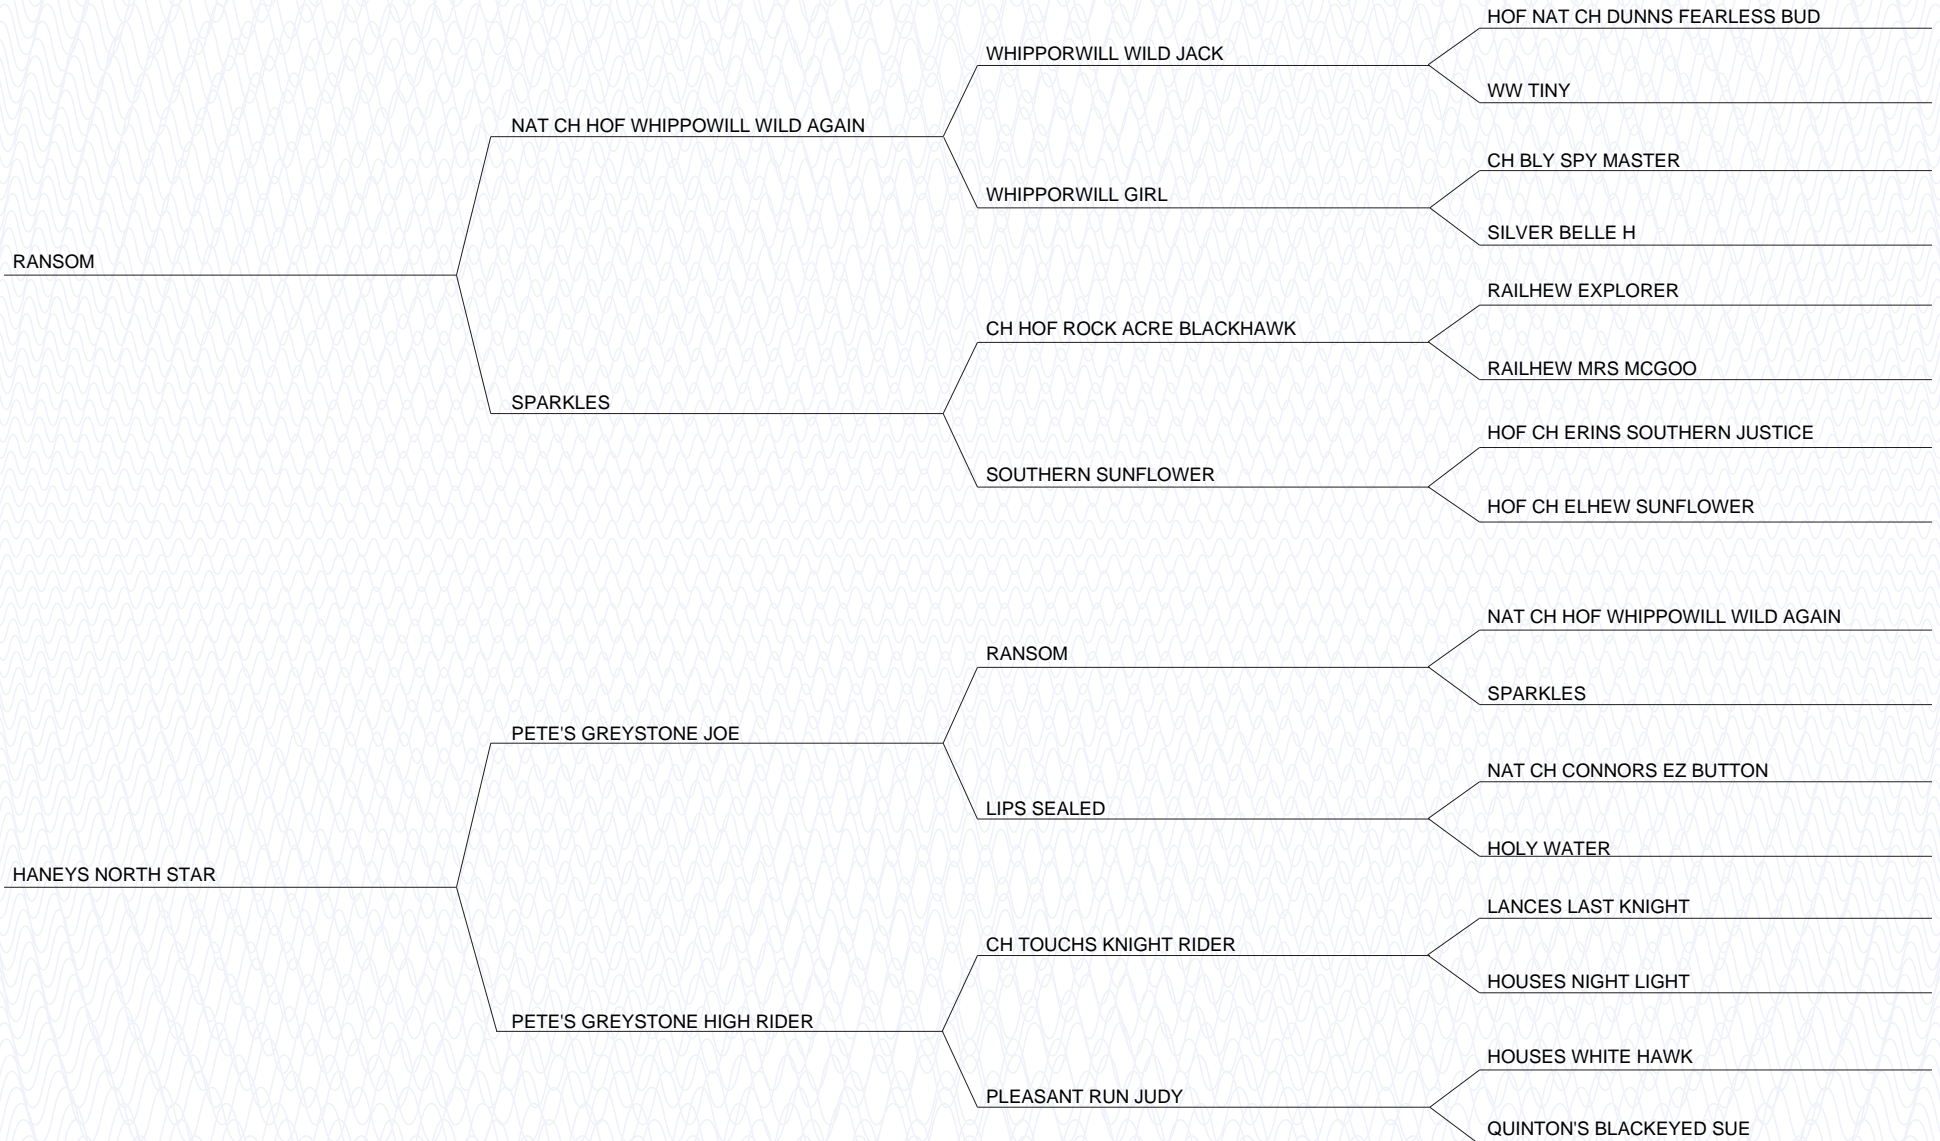 HOF NAT CH DUNNS FEARLESS BUD
WHIPPORWILL WILD JACK
WW TINY
NAT CH HOF WHIPPOWILL WILD AGAIN
CH BLY SPY MASTER
WHIPPORWILL GIRL
SILVER BELLE H
RANSOM
RAILHEW EXPLORER
CH HOF ROCK ACRE BLACKHAWK
RAILHEW MRS MCGOO
SPARKLES
HOF CH ERINS SOUTHERN JUSTICE
SOUTHERN SUNFLOWER
HOF CH ELHEW SUNFLOWER
NAT CH HOF WHIPPOWILL WILD AGAIN
RANSOM
SPARKLES
PETE'S GREYSTONE JOE
NAT CH CONNORS EZ BUTTON
LIPS SEALED
HOLY WATER
HANEYS NORTH STAR
LANCES LAST KNIGHT
CH TOUCHS KNIGHT RIDER
HOUSES NIGHT LIGHT
PETE'S GREYSTONE HIGH RIDER
HOUSES WHITE HAWK
PLEASANT RUN JUDY
QUINTON'S BLACKEYED SUE